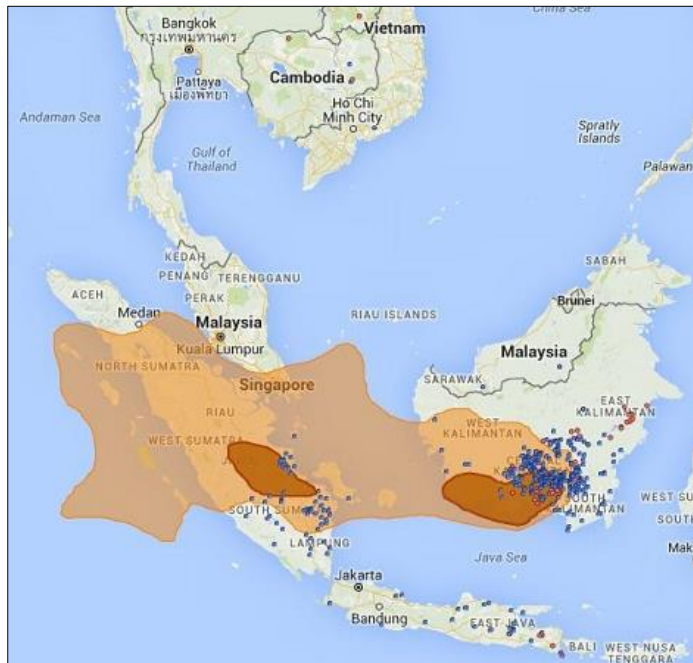 China Sea
Bangkok
กรุงเทพมหานคร
Vietnam
Pattaya
เมืองพัทยา
Cambodia
Ho Chi
Minh City
Andaman Sea
Spratly
Islands
Gulf of
Thailand
Palawan
KEDAH
PENANG
TERENGGANU
PERAK
SABAH
ACEH
Medan
Malaysia
Kuala Lumpur
RIAU ISLANDS
Brunei
Malaysia
NORTH SUMATRA
Singapore
SARAWAK
EAST
KALIMANTAN
RIAU
WEST
KALIMANTAN
WEST SUMATRA
SOUTH
KALIMANTAN
WEST SU
SOUTH SUM
LAMPUNG
Mak
Java Sea
Jakarta
Bandung
EAST JAVA
BALI
WEST NUSA
TENGGARA